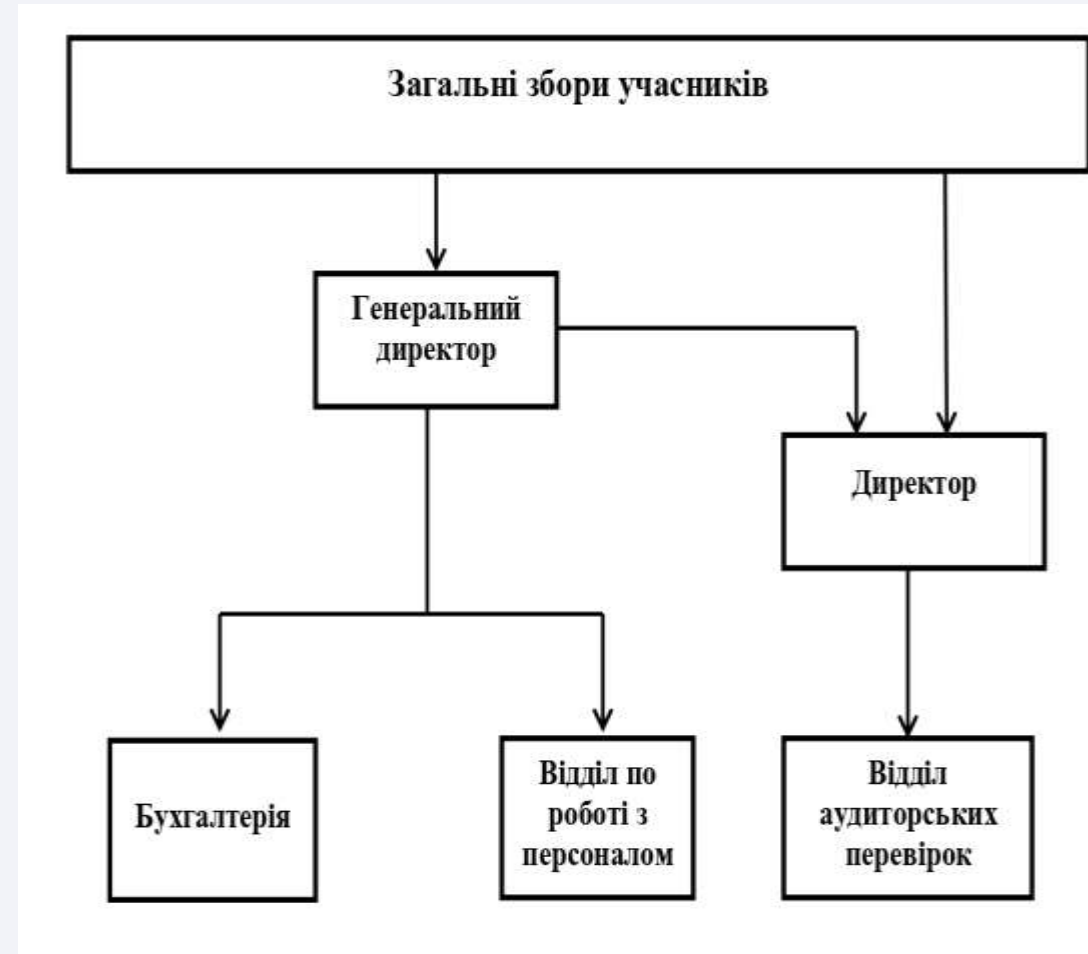 Загальні збори учасників
Генеральний
директор
Директор
Бухгалтерія
Відділ по
роботі з
персоналом
Відділ
аудиторських
перевірок